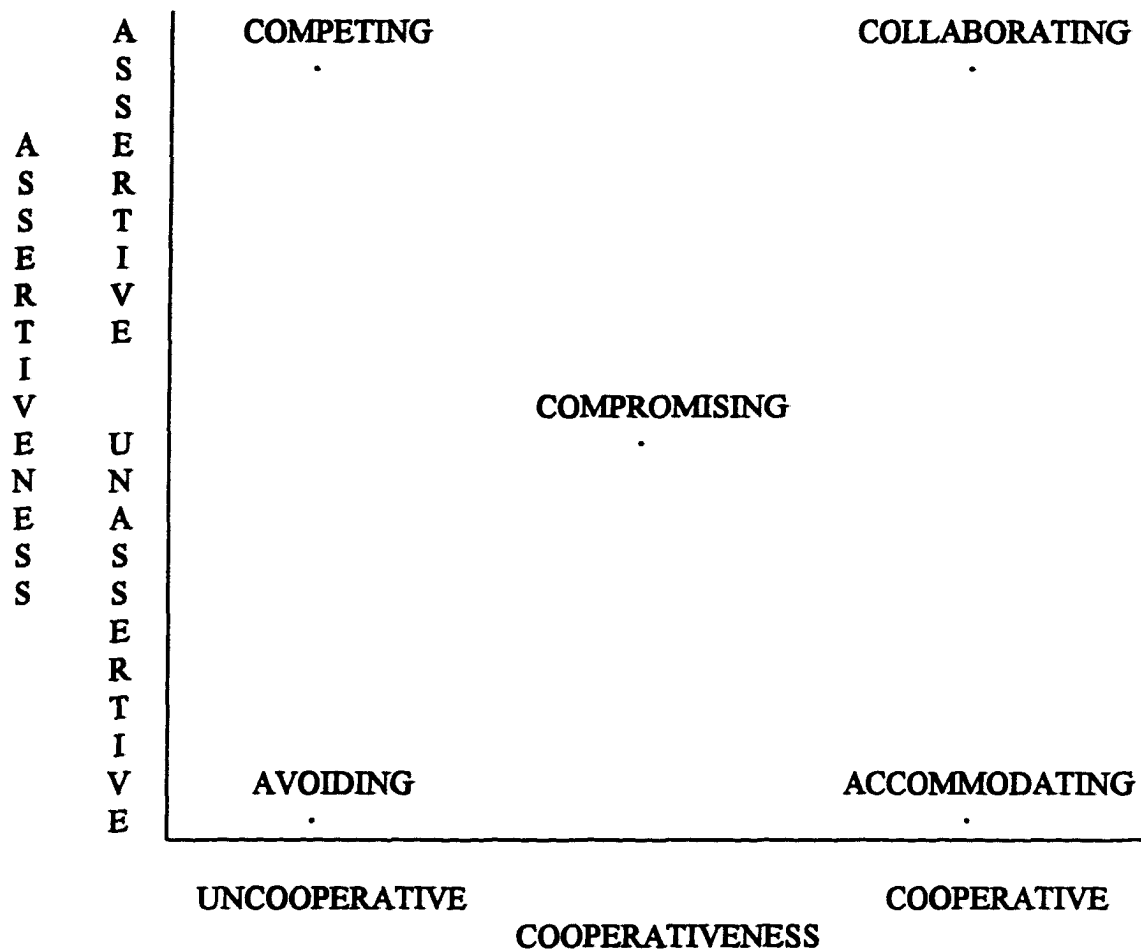 COMPETING
COLLABORATING
ASSERTIVENESS
ASSERTIVE
UNASSERTIVE
COMPROMISING
AVOIDING
ACCOMMODATING
UNCOOPERATIVE
COOPERATIVE
COOPERATIVENESS